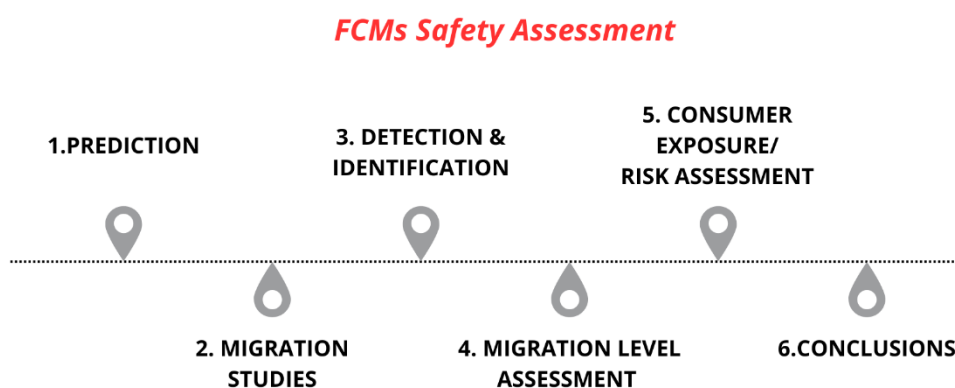 FCMs Safety Assessment
1.PREDICTION
2. MIGRATION
STUDIES
3. DETECTION &
IDENTIFICATION
4. MIGRATION LEVEL
ASSESSMENT
5. CONSUMER
EXPOSURE/
RISK ASSESSMENT
6.CONCLUSIONS